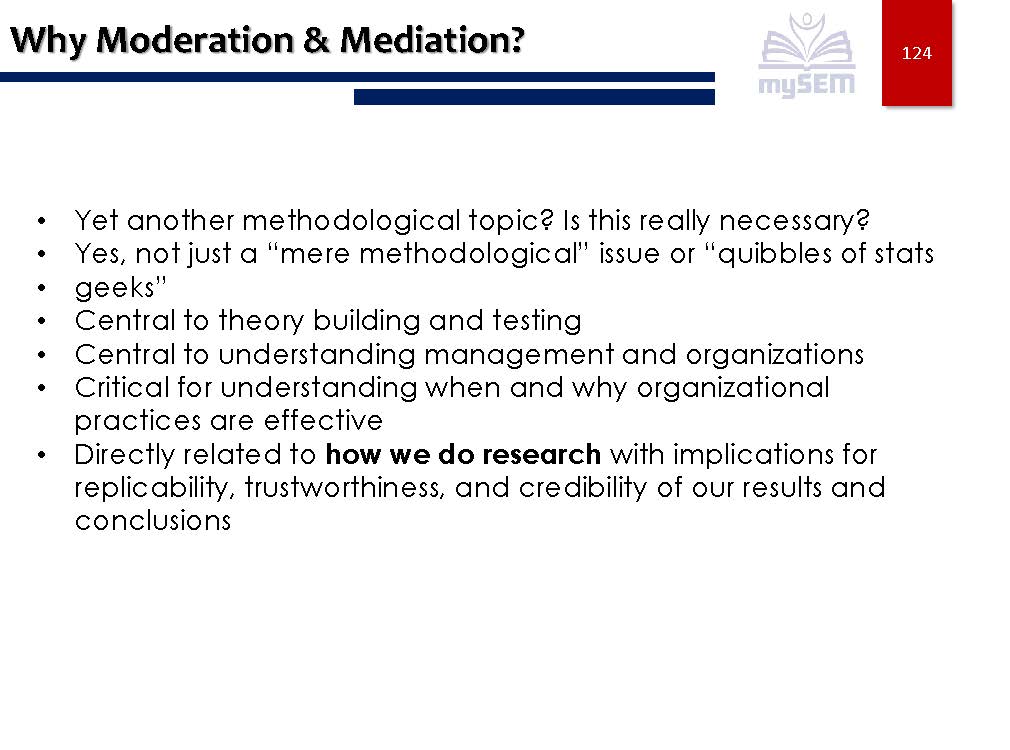 Why Moderation & Mediation?
mySEM
124
• Yet another methodological topic? Is this really necessary?
• Yes, not just a “mere methodological” issue or “quibbles of stats
• geeks”
• Central to theory building and testing
• Central to understanding management and organizations
• Critical for understanding when and why organizational
practices are effective
• Directly related to how we do research with implications for
replicability, trustworthiness, and credibility of our results and
conclusions